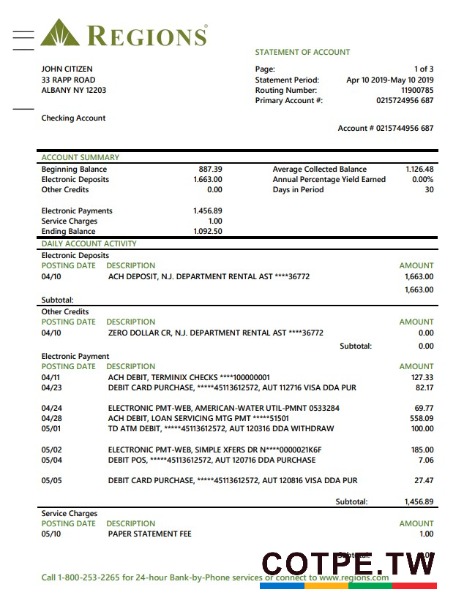 REGIONS
STATEMENT OF ACCOUNT
JOHN CITIZEN
33 RAPP ROAD
ALBANY NY 12203
Page: 1 of 3
Statement Period: Apr 10 2019-May 10 2019
Routing Number: 11900785
Primary Account #: 0215724956 687
Checking Account
Account # 0215744956 687
ACCOUNT SUMMARY
Beginning Balance 887.39 Average Collected Balance 1.126.48
Electronic Deposits 1.663.00 Annual Percentage Yield Earned 0.00%
Other Credits 0.00 Days in Period 30
Electronic Payments 1.456.89
Service Charges 1.00
Ending Balance 1.092.50
DAILY ACCOUNT ACTIVITY
Electronic Deposits
POSTING DATE DESCRIPTION AMOUNT
04/10 ACH DEPOSIT, N.J. DEPARTMENT RENTAL AST ****36772 1,663.00
1,663.00
Subtotal:
Other Credits
POSTING DATE DESCRIPTION AMOUNT
04/10 ZERO DOLLAR CR, N.J. DEPARTMENT RENTAL AST ****36772 0.00
Subtotal: 0.00
Electronic Payment
POSTING DATE DESCRIPTION AMOUNT
04/11 ACH DEBIT, TERMINIX CHECKS ****100000001 127.33
04/23 DEBIT CARD PURCHASE, *****45113612572, AUT 112716 VISA DDA PUR 82.17
04/24 ELECTRONIC PMT-WEB, AMERICAN-WATER UTIL-PMNT 0533284 69.77
04/28 ACH DEBIT, LOAN SERVICING MTG PMT *****51501 558.09
05/01 TD ATM DEBIT, *****45113612572, AUT 120316 DDA WITHDRAW 100.00
05/02 ELECTRONIC PMT-WEB, SIMPLE XFERS DR N****0000021K6F 185.00
05/04 DEBIT POS, *****45113612572, AUT 120716 DDA PURCHASE 7.06
05/05 DEBIT CARD PURCHASE, *****45113612572, AUT 120816 VISA DDA PUR 27.47
Subtotal: 1,456.89
Service Charges
POSTING DATE DESCRIPTION AMOUNT
05/10 PAPER STATEMENT FEE 1.00
COTPE.TW
Call 1-800-253-2265 for 24-hour Bank-by-Phone services or connect to www.regions.com